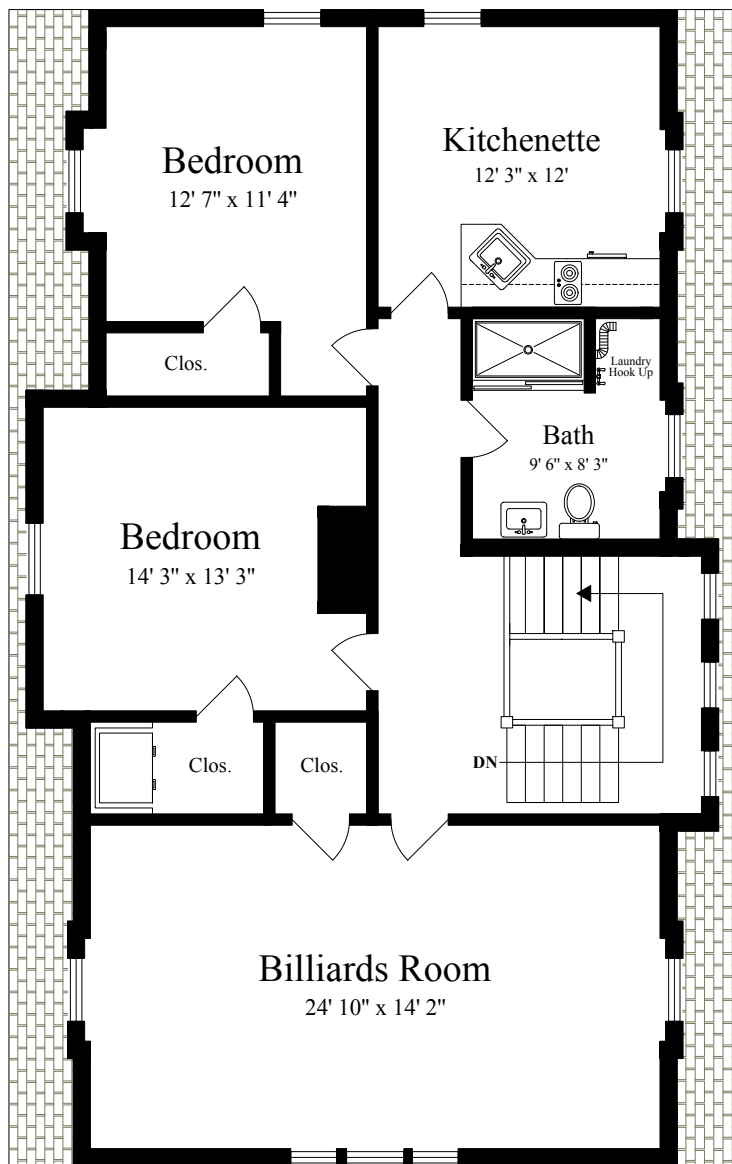 Bedroom
12' 7" x 11' 4"
Kitchenette
12' 3" x 12'
Clos.
Laundry
Hook Up
Bath
9' 6" x 8' 3"
Bedroom
14' 3" x 13' 3"
Clos.
Clos.
DN
Billiards Room
24' 10" x 14' 2"